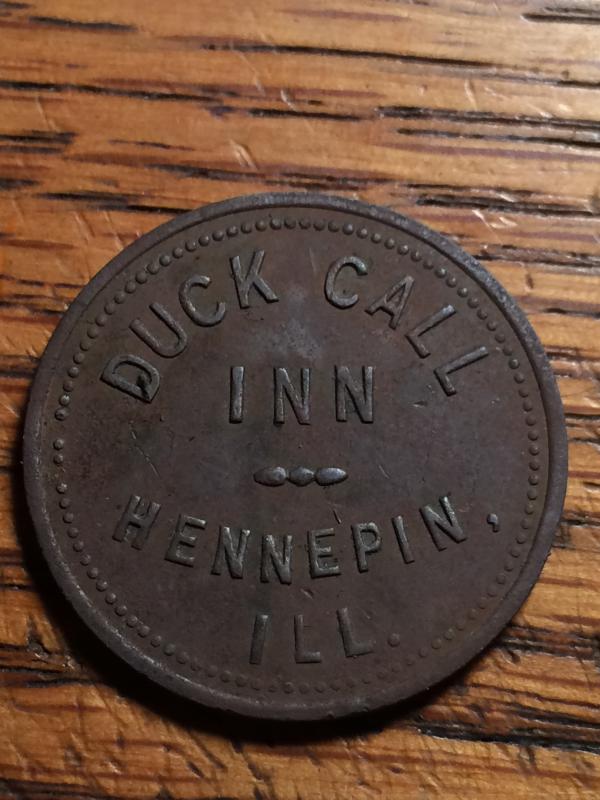 DUCK CALL
INN
HENNEPIN,
ILL.